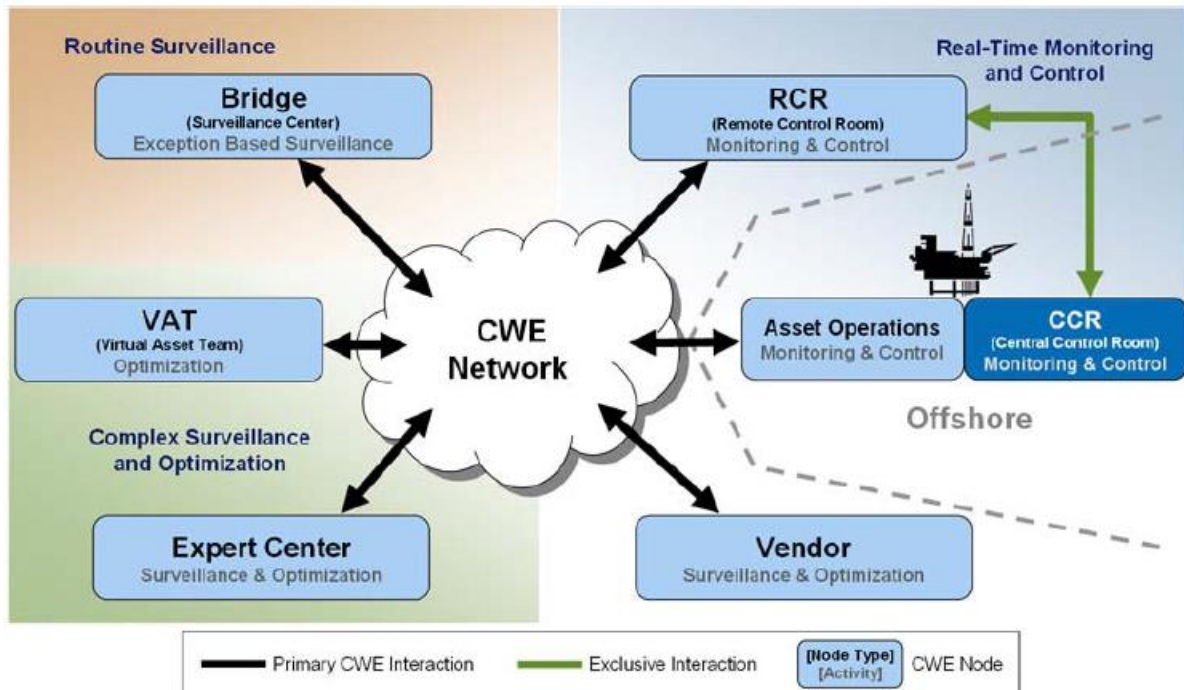 Routine Surveillance
Bridge
(Surveillance Center)
Exception Based Surveillance
RCR
(Remote Control Room)
Monitoring & Control
Real-Time Monitoring
and Control
VAT
(Virtual Asset Team)
Optimization
CWE
Network
Asset Operations
Monitoring & Control
CCR
(Central Control Room)
Monitoring & Control
Offshore
Complex Surveillance
and Optimization
Expert Center
Surveillance & Optimization
Vendor
Surveillance & Optimization
Primary CWE Interaction
Exclusive Interaction
[Node Type]
[Activity]
CWE Node